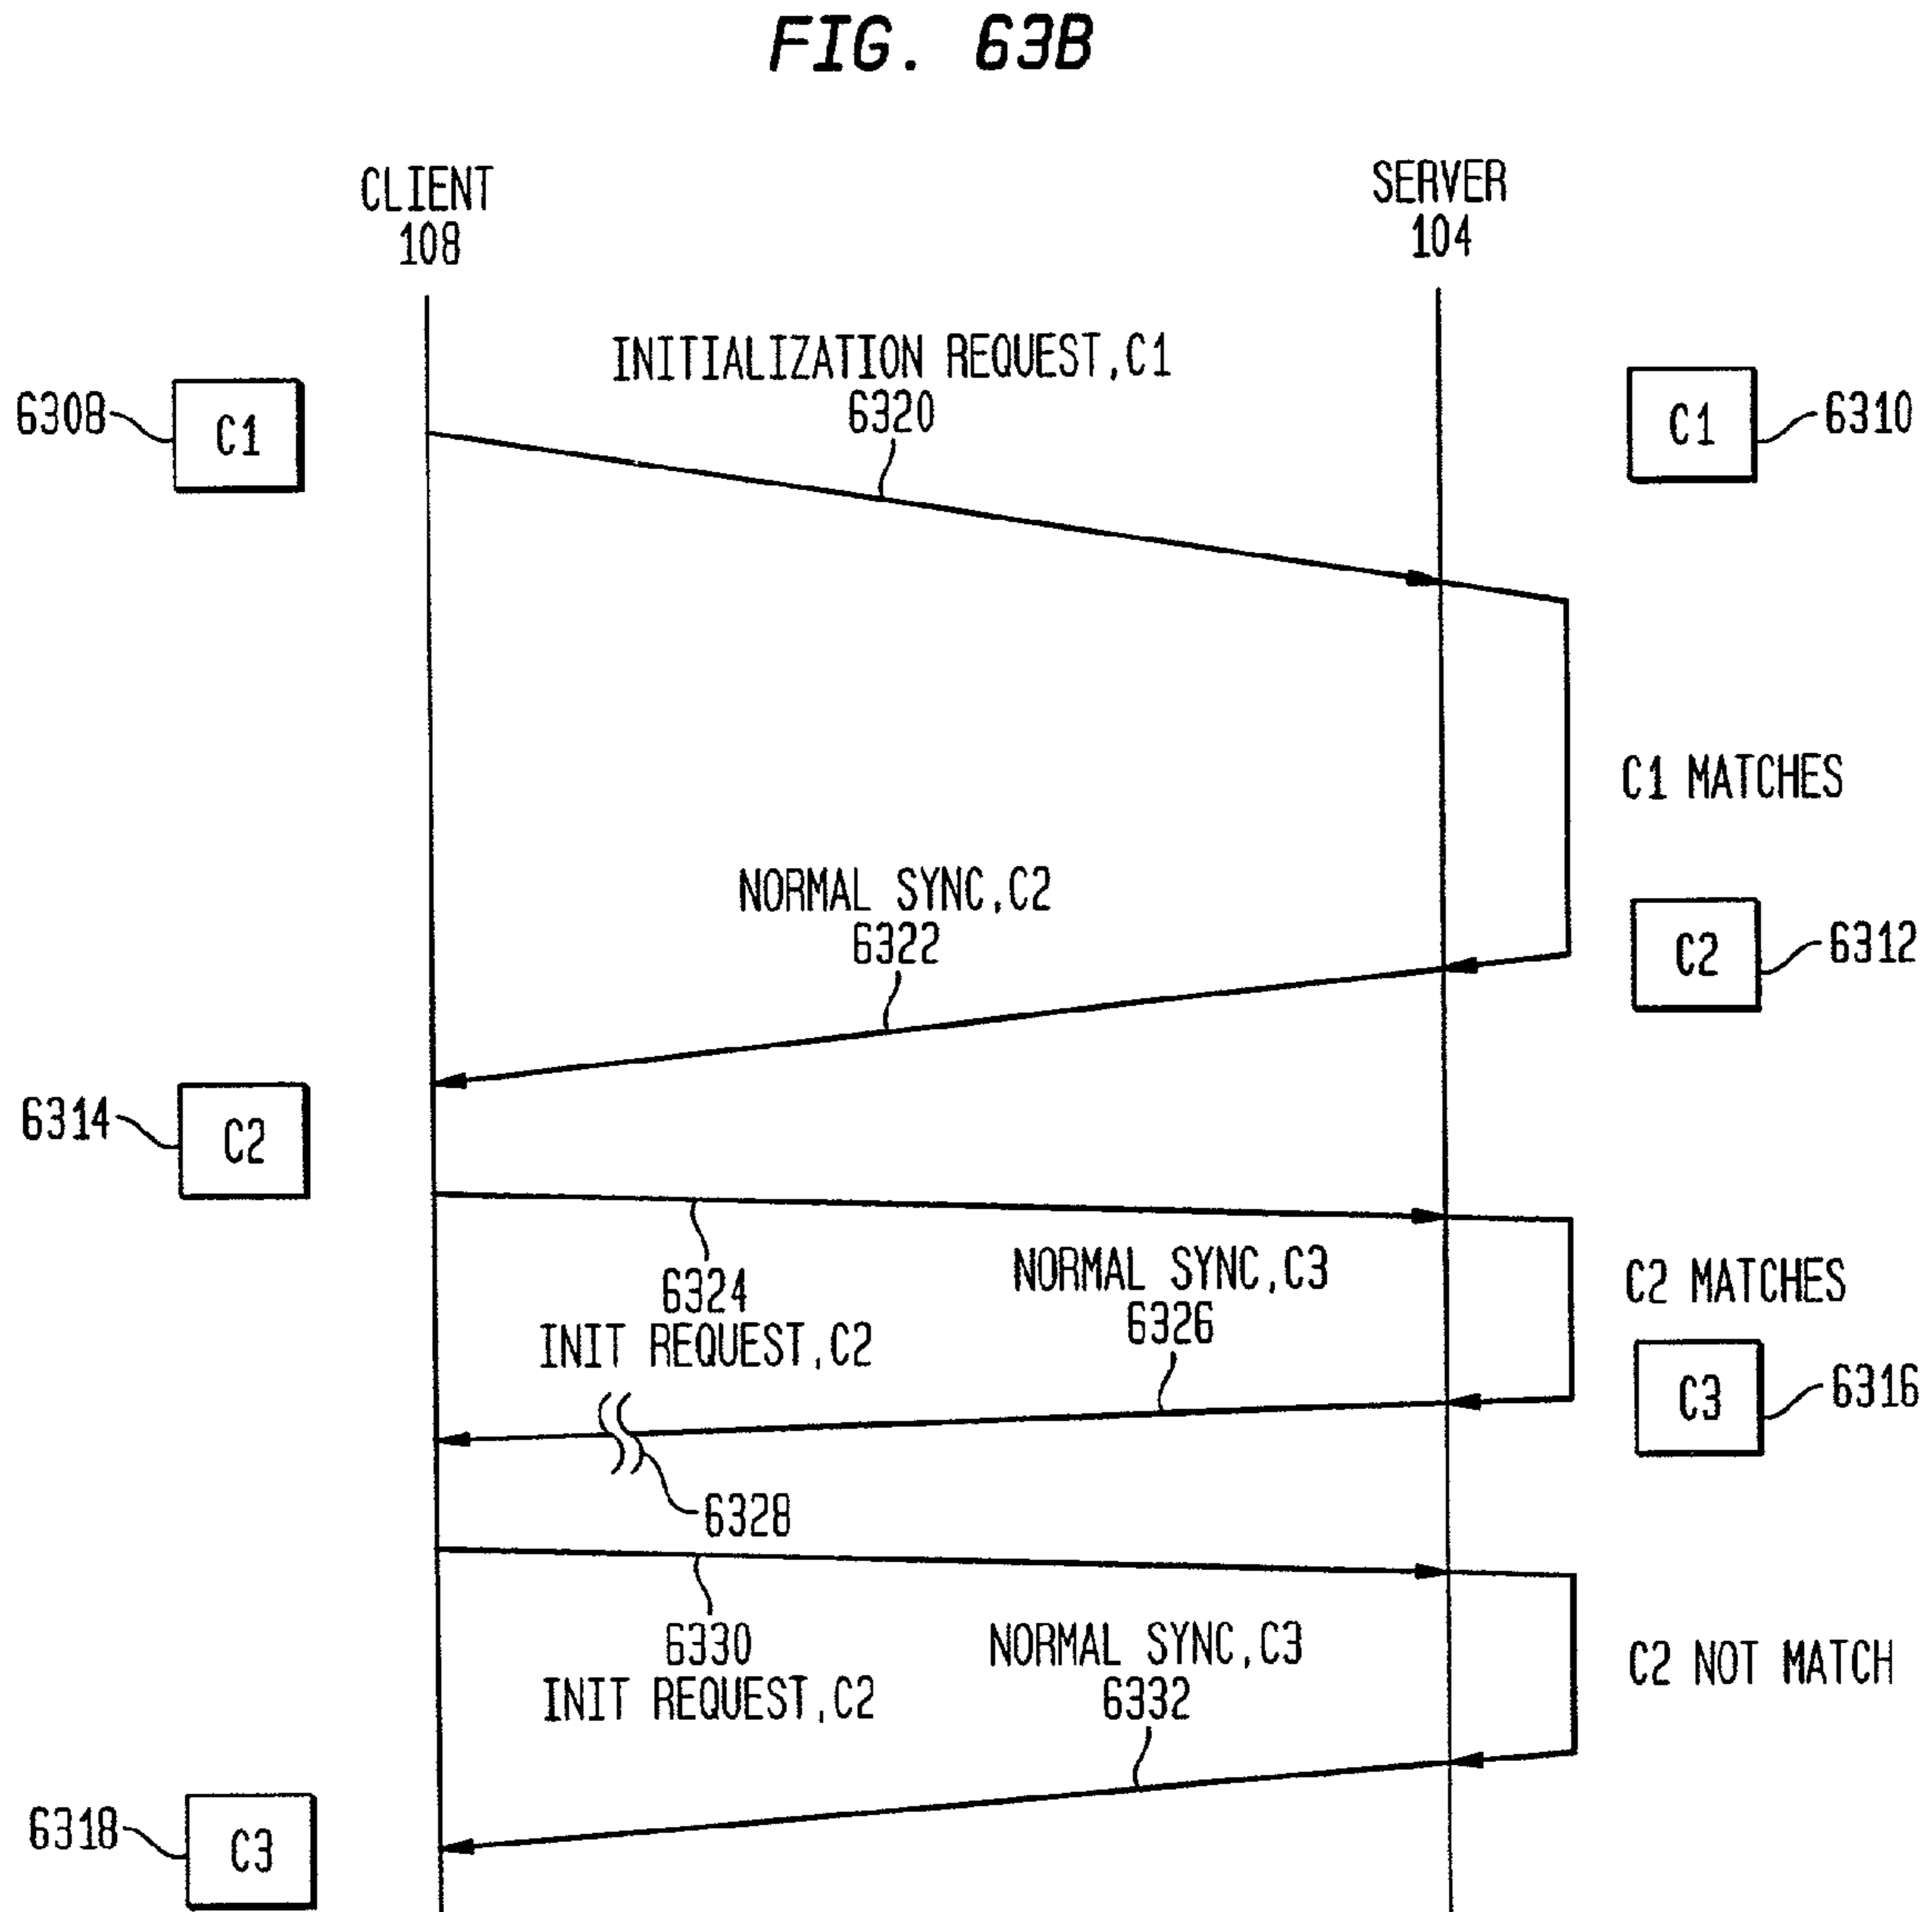 FIG. 63B
CLIENT
108
SERVER
104
INITIALIZATION REQUEST,C1
6320
6308
C1
C1
6310
C1 MATCHES
NORMAL SYNC,C2
6322
C2
6312
6314
C2
6324
INIT REQUEST,C2
NORMAL SYNC,C3
6326
C2 MATCHES
C3
6316
6328
6330
INIT REQUEST,C2
NORMAL SYNC,C3
6332
C2 NOT MATCH
6318
C3